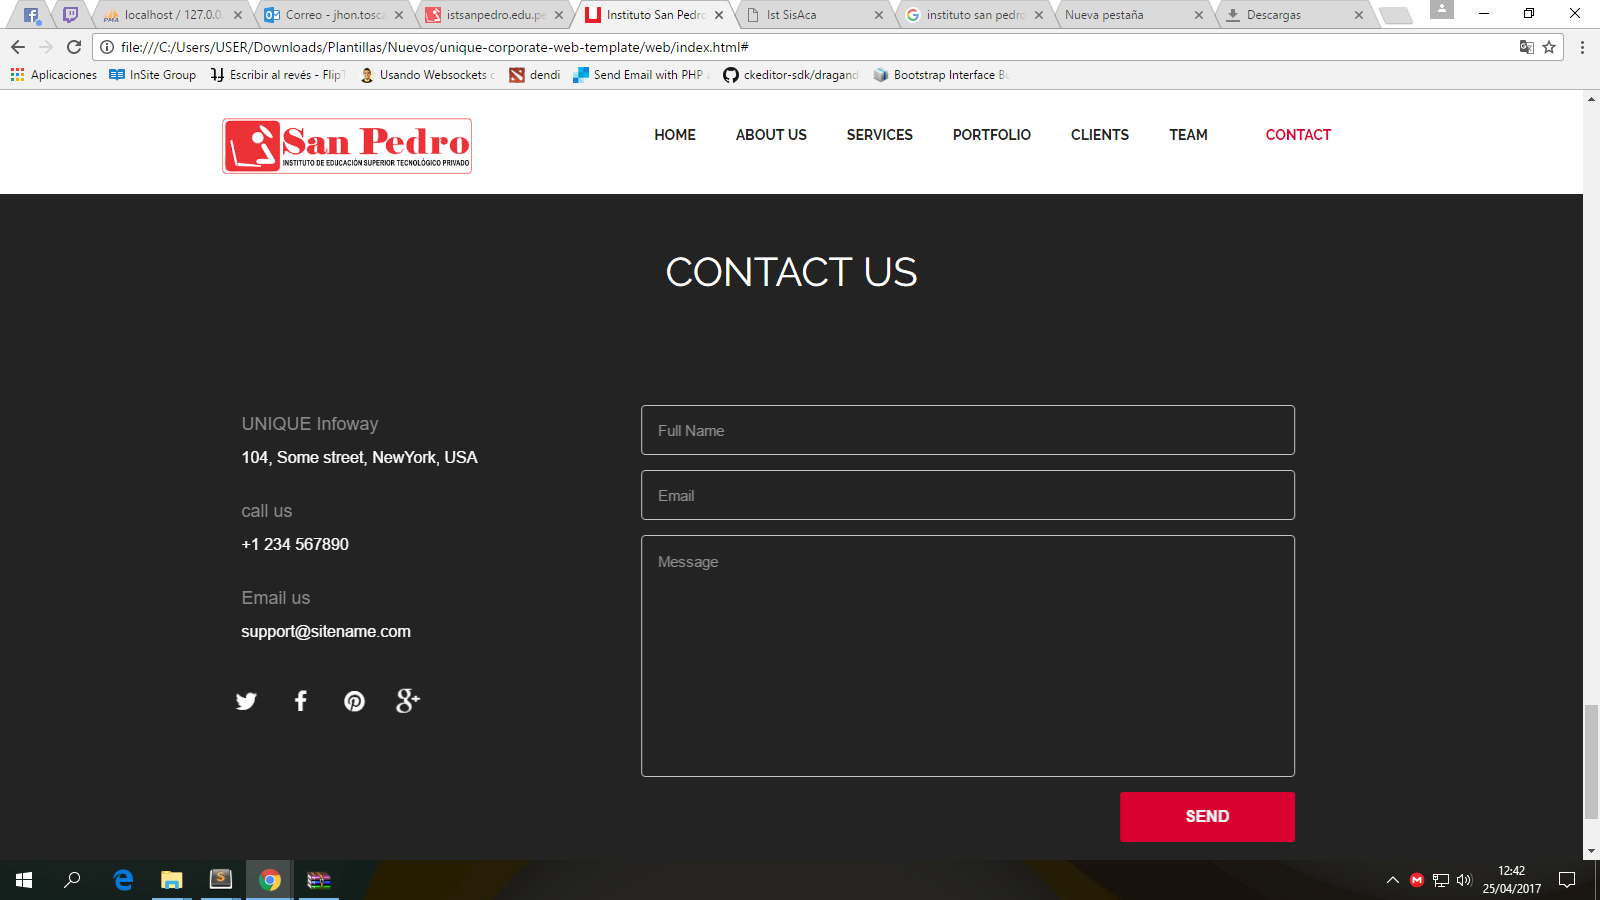 localhost / 127.0.0.
Correo - jhon.tosca
istsanpedro.edu.pe
Instituto San Pedro
Ist SisAca
instituto san pedro
Nueva pestaña
Descargas
file:///C:/Users/USER/Downloads/Plantillas/Nuevos/unique-corporate-web-template/web/index.html#
Aplicaciones
InSite Group
Escribir al revés - Flip
Usando Websockets
dendi
Send Email with PHP
ckeditor-sdk/dragand
Bootstrap Interface Bu
San Pedro
INSTITUTO DE EDUCACIÓN SUPERIOR TECNOLÓGICO PRIVADO
HOME
ABOUT US
SERVICES
PORTFOLIO
CLIENTS
TEAM
CONTACT
CONTACT US
UNIQUE Infoway
104, Some street, NewYork, USA
call us
+1 234 567890
Email us
support@sitename.com
Full Name
Email
Message
SEND
12:42
25/04/2017